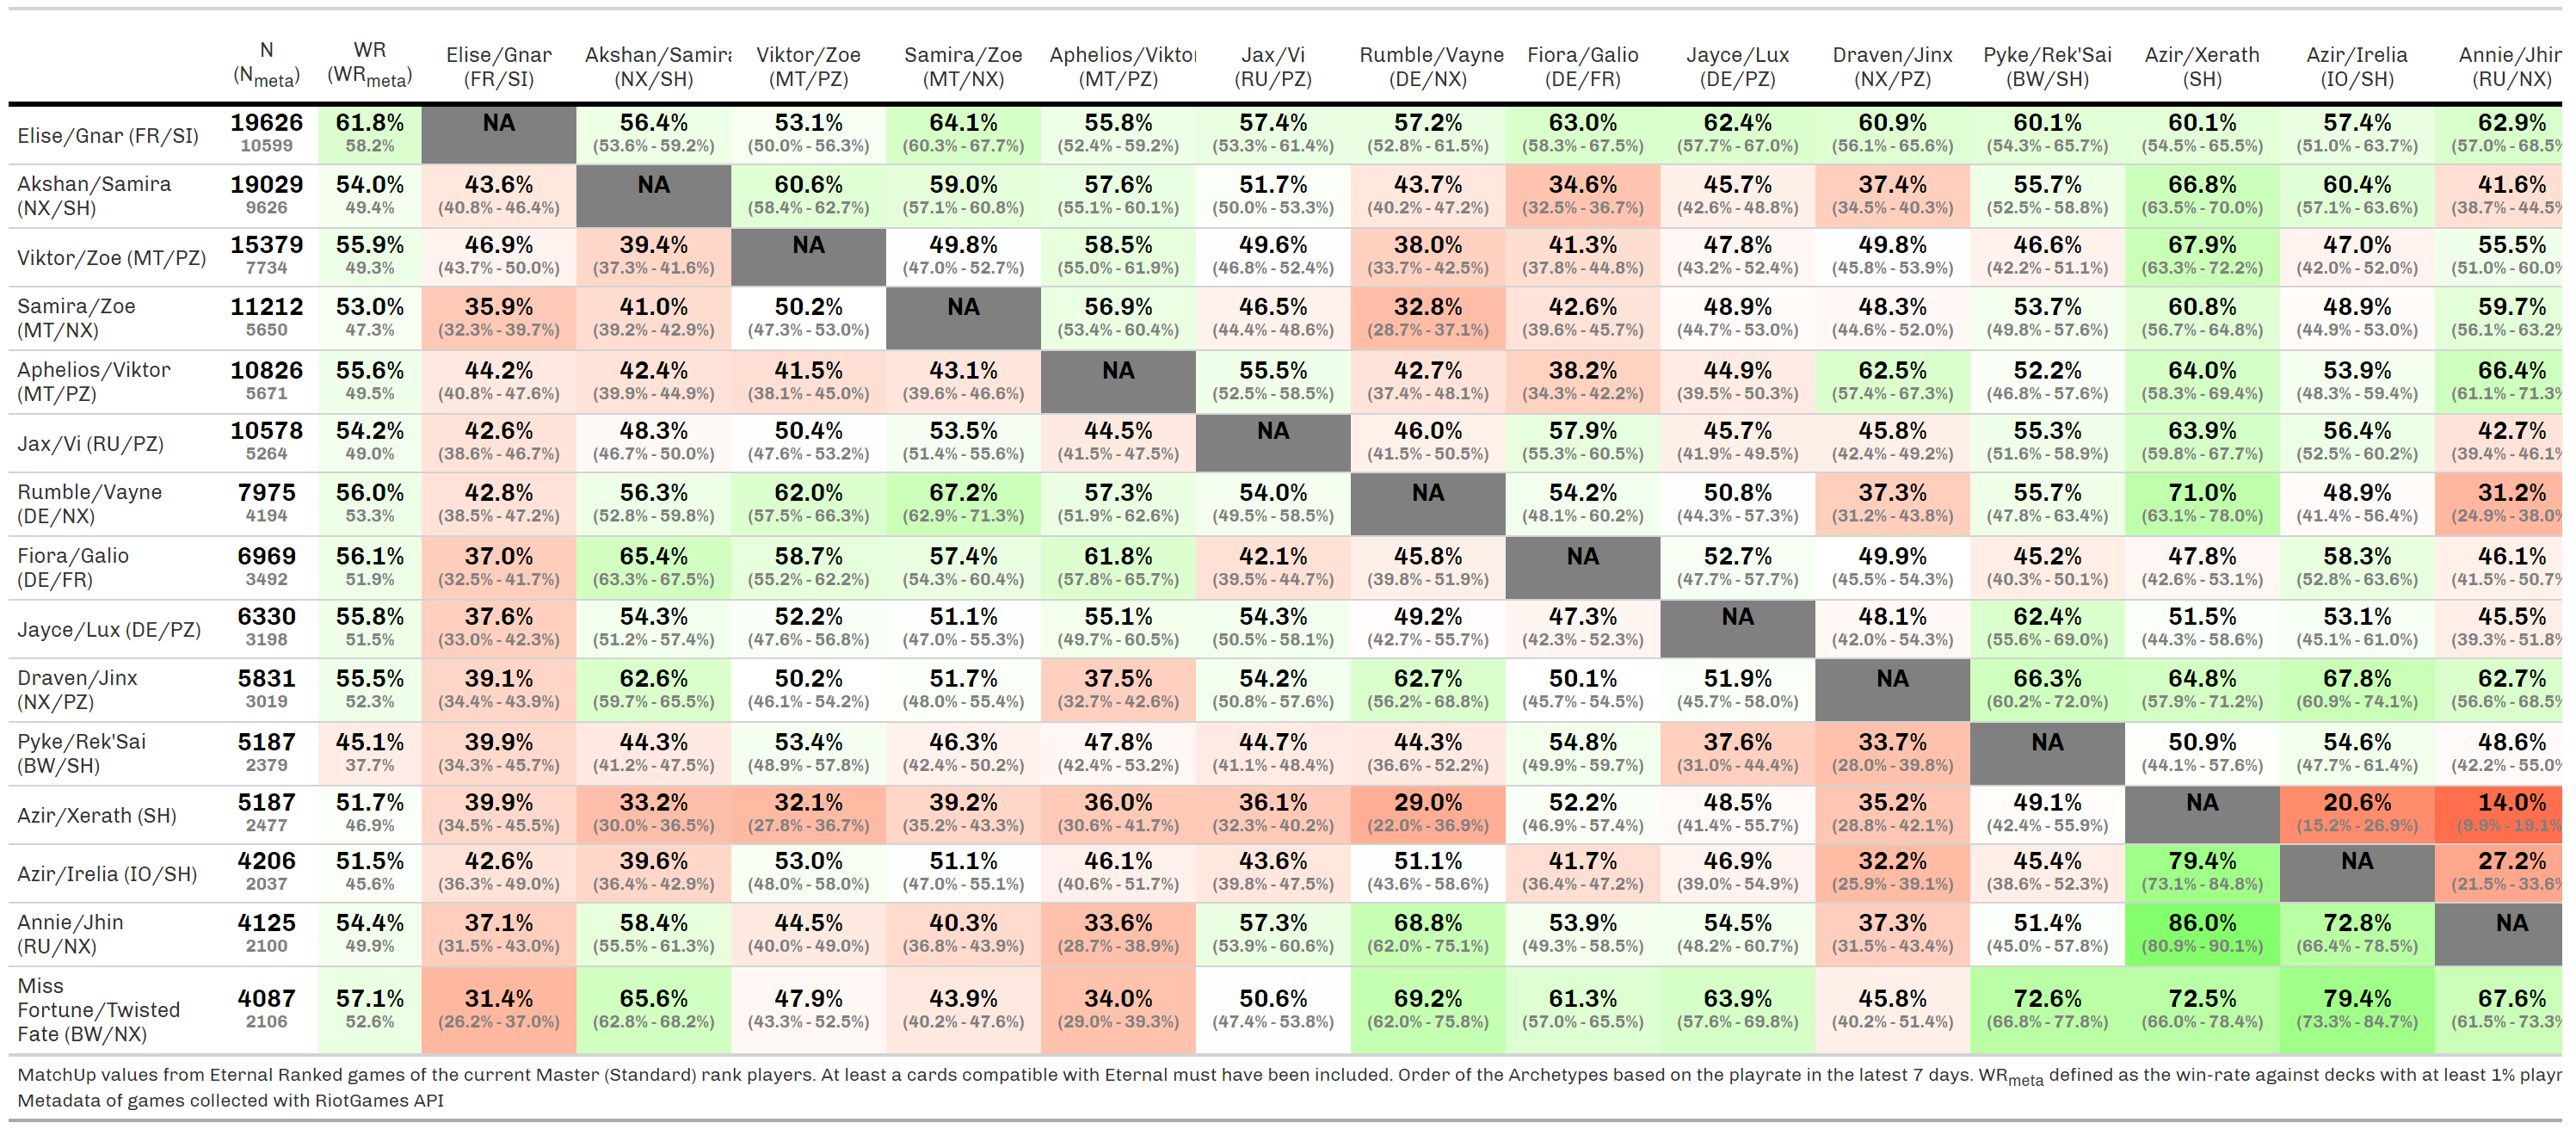 N WR Elise/Gnar Akshan/Samira Viktor/Zoe Samira/Zoe Aphelios/Viktor Jax/Vi Rumble/Vayne Fiora/Galio Jayce/Lux Draven/Jinx Pyke/Rek'Sai Azir/Xerath Azir/Irelia Annie/Jhin
(Nmeta) (WRmeta) (FR/SI) (NX/SH) (MT/PZ) (MT/NX) (MT/PZ) (RU/PZ) (DE/NX) (DE/FR) (DE/PZ) (NX/PZ) (BW/SH) (SH) (IO/SH) (RU/NX)
Elise/Gnar (FR/SI) 19626 61.8% NA 56.4% 53.1% 64.1% 55.8% 57.4% 57.2% 63.0% 62.4% 60.9% 60.1% 60.1% 57.4% 62.9%
10599 58.2% (53.6% - 59.2%) (50.0% - 56.3%) (60.3% - 67.7%) (52.4% - 59.2%) (53.3% - 61.4%) (52.8% - 61.5%) (58.3% - 67.5%) (57.7% - 67.0%) (56.1% - 65.6%) (54.3% - 65.7%) (54.5% - 65.5%) (51.0% - 63.7%) (57.0% - 68.5%
Akshan/Samira 19029 54.0% 43.6% NA 60.6% 59.0% 57.6% 51.7% 43.7% 34.6% 45.7% 37.4% 55.7% 66.8% 60.4% 41.6%
(NX/SH) 9626 49.4% (40.8% - 46.4%) (58.4% - 62.7%) (57.1% - 60.8%) (55.1% - 60.1%) (50.0% - 53.3%) (40.2% - 47.2%) (32.5% - 36.7%) (42.6% - 48.8%) (34.5% - 40.3%) (52.5% - 58.8%) (63.5% - 70.0%) (57.1% - 63.6%) (38.7% - 44.5%
Viktor/Zoe (MT/PZ) 15379 55.9% 46.9% 39.4% NA 49.8% 58.5% 49.6% 38.0% 41.3% 47.8% 49.8% 46.6% 67.9% 47.0% 55.5%
7734 49.3% (43.7% - 50.0%) (37.3% - 41.6%) (47.0% - 52.7%) (55.0% - 61.9%) (46.8% - 52.4%) (33.7% - 42.5%) (37.8% - 44.8%) (43.2% - 52.4%) (45.8% - 53.9%) (42.2% - 51.1%) (63.3% - 72.2%) (42.0% - 52.0%) (51.0% - 60.0%
Samira/Zoe 11212 53.0% 35.9% 41.0% 50.2% NA 56.9% 46.5% 32.8% 42.6% 48.9% 48.3% 53.7% 60.8% 48.9% 59.7%
(MT/NX) 5650 47.3% (32.3% - 39.7%) (39.2% - 42.9%) (47.3% - 53.0%) (53.4% - 60.4%) (44.4% - 48.6%) (28.7% - 37.1%) (39.6% - 45.7%) (44.7% - 53.0%) (44.6% - 52.0%) (49.8% - 57.6%) (56.7% - 64.8%) (44.9% - 53.0%) (56.1% - 63.2%
Aphelios/Viktor 10826 55.6% 44.2% 42.4% 41.5% 43.1% NA 55.5% 42.7% 38.2% 44.9% 62.5% 52.2% 64.0% 53.9% 66.4%
(MT/PZ) 5671 49.5% (40.8% - 47.6%) (39.9% - 44.9%) (38.1% - 45.0%) (39.6% - 46.6%) (52.5% - 58.5%) (37.4% - 48.1%) (34.3% - 42.2%) (39.5% - 50.3%) (57.4% - 67.3%) (46.8% - 57.6%) (58.3% - 69.4%) (48.3% - 59.4%) (61.1% - 71.3%
Jax/Vi (RU/PZ) 10578 54.2% 42.6% 48.3% 50.4% 53.5% 44.5% NA 46.0% 57.9% 45.7% 45.8% 55.3% 63.9% 56.4% 42.7%
5264 49.0% (38.6% - 46.7%) (46.7% - 50.0%) (47.6% - 53.2%) (51.4% - 55.6%) (41.5% - 47.5%) (41.5% - 50.5%) (55.3% - 60.5%) (41.9% - 49.5%) (42.4% - 49.2%) (51.6% - 58.9%) (59.8% - 67.7%) (52.5% - 60.2%) (39.4% - 46.1%
Rumble/Vayne 7975 56.0% 42.8% 56.3% 62.0% 67.2% 57.3% 54.0% NA 54.2% 50.8% 37.3% 55.7% 71.0% 48.9% 31.2%
(DE/NX) 4194 53.3% (38.5% - 47.2%) (52.8% - 59.8%) (57.5% - 66.3%) (62.9% - 71.3%) (51.9% - 62.6%) (49.5% - 58.5%) (48.1% - 60.2%) (44.3% - 57.3%) (31.2% - 43.8%) (47.8% - 63.4%) (63.1% - 78.0%) (41.4% - 56.4%) (24.9% - 38.0%
Fiora/Galio 6969 56.1% 37.0% 65.4% 58.7% 57.4% 61.8% 42.1% 45.8% NA 52.7% 49.9% 45.2% 47.8% 58.3% 46.1%
(DE/FR) 3492 51.9% (32.5% - 41.7%) (63.3% - 67.5%) (55.2% - 62.2%) (54.3% - 60.4%) (57.8% - 65.7%) (39.5% - 44.7%) (39.8% - 51.9%) (47.7% - 57.7%) (45.5% - 54.3%) (40.3% - 50.1%) (42.6% - 53.1%) (52.8% - 63.6%) (41.5% - 50.7%
Jayce/Lux (DE/PZ) 6330 55.8% 37.6% 54.3% 52.2% 51.1% 55.1% 54.3% 49.2% 47.3% NA 48.1% 62.4% 51.5% 53.1% 45.5%
3198 51.5% (33.0% - 42.3%) (51.2% - 57.4%) (47.6% - 56.8%) (47.0% - 55.3%) (49.7% - 60.5%) (50.5% - 58.1%) (42.7% - 55.7%) (42.3% - 52.3%) (42.0% - 54.3%) (55.6% - 69.0%) (44.3% - 58.6%) (45.1% - 61.0%) (39.3% - 51.8%
Draven/Jinx 5831 55.5% 39.1% 62.6% 50.2% 51.7% 37.5% 54.2% 62.7% 50.1% 51.9% NA 66.3% 64.8% 67.8% 62.7%
(NX/PZ) 3019 52.3% (34.4% - 43.9%) (59.7% - 65.5%) (46.1% - 54.2%) (48.0% - 55.4%) (32.7% - 42.6%) (50.8% - 57.6%) (56.2% - 68.8%) (45.7% - 54.5%) (45.7% - 58.0%) (60.2% - 72.0%) (57.9% - 71.2%) (60.9% - 74.1%) (56.6% - 68.5%
Pyke/Rek'Sai 5187 45.1% 39.9% 44.3% 53.4% 46.3% 47.8% 44.7% 44.3% 54.8% 37.6% 33.7% NA 50.9% 54.6% 48.6%
(BW/SH) 2379 37.7% (34.3% - 45.7%) (41.2% - 47.5%) (48.9% - 57.8%) (42.4% - 50.2%) (42.4% - 53.2%) (41.1% - 48.4%) (36.6% - 52.2%) (49.9% - 59.7%) (31.0% - 44.4%) (28.0% - 39.8%) (44.1% - 57.6%) (47.7% - 61.4%) (42.2% - 55.0%
Azir/Xerath (SH) 5187 51.7% 39.9% 33.2% 32.1% 39.2% 36.0% 36.1% 29.0% 52.2% 48.5% 35.2% 49.1% NA 20.6% 14.0%
2477 46.9% (34.5% - 45.5%) (30.0% - 36.5%) (27.8% - 36.7%) (35.2% - 43.3%) (30.6% - 41.7%) (32.3% - 40.2%) (22.0% - 36.9%) (46.9% - 57.4%) (41.4% - 55.7%) (28.8% - 42.1%) (42.4% - 55.9%) (15.2% - 26.9%) (9.9% - 19.1%
Azir/Irelia (IO/SH) 4206 51.5% 42.6% 39.6% 53.0% 51.1% 46.1% 43.6% 51.1% 41.7% 46.9% 32.2% 45.4% 79.4% NA 27.2%
2037 45.6% (36.3% - 49.0%) (36.4% - 42.9%) (48.0% - 58.0%) (47.0% - 55.1%) (40.6% - 51.7%) (39.8% - 47.5%) (43.6% - 58.6%) (36.4% - 47.2%) (39.0% - 54.9%) (25.9% - 39.1%) (38.6% - 52.3%) (73.1% - 84.8%) (21.5% - 33.6%
Annie/Jhin 4125 54.4% 37.1% 58.4% 44.5% 40.3% 33.6% 57.3% 68.8% 53.9% 54.5% 37.3% 51.4% 86.0% 72.8% NA
(RU/NX) 2100 49.9% (31.5% - 43.0%) (55.5% - 61.3%) (40.0% - 49.0%) (36.8% - 43.9%) (28.7% - 38.9%) (53.9% - 60.6%) (62.0% - 75.1%) (49.3% - 58.5%) (48.2% - 60.7%) (31.5% - 43.4%) (45.0% - 57.8%) (80.9% - 90.1%) (66.4% - 78.5%)
Miss
Fortune/Twisted 4087 57.1% 31.4% 65.6% 47.9% 43.9% 34.0% 50.6% 69.2% 61.3% 63.9% 45.8% 72.6% 72.5% 79.4% 67.6%
Fate (BW/NX) 2106 52.6% (26.2% - 37.0%) (62.8% - 68.2%) (43.3% - 52.5%) (40.2% - 47.6%) (29.0% - 39.3%) (47.4% - 53.8%) (62.0% - 75.8%) (57.0% - 65.5%) (57.6% - 69.8%) (40.2% - 51.4%) (66.8% - 77.8%) (66.0% - 78.4%) (73.3% - 84.7%) (61.5% - 73.3%
MatchUp values from Eternal Ranked games of the current Master (Standard) rank players. At least a cards compatible with Eternal must have been included. Order of the Archetypes based on the playrate in the latest 7 days. WRmeta defined as the win-rate against decks with at least 1% playr
Metadata of games collected with RiotGames API